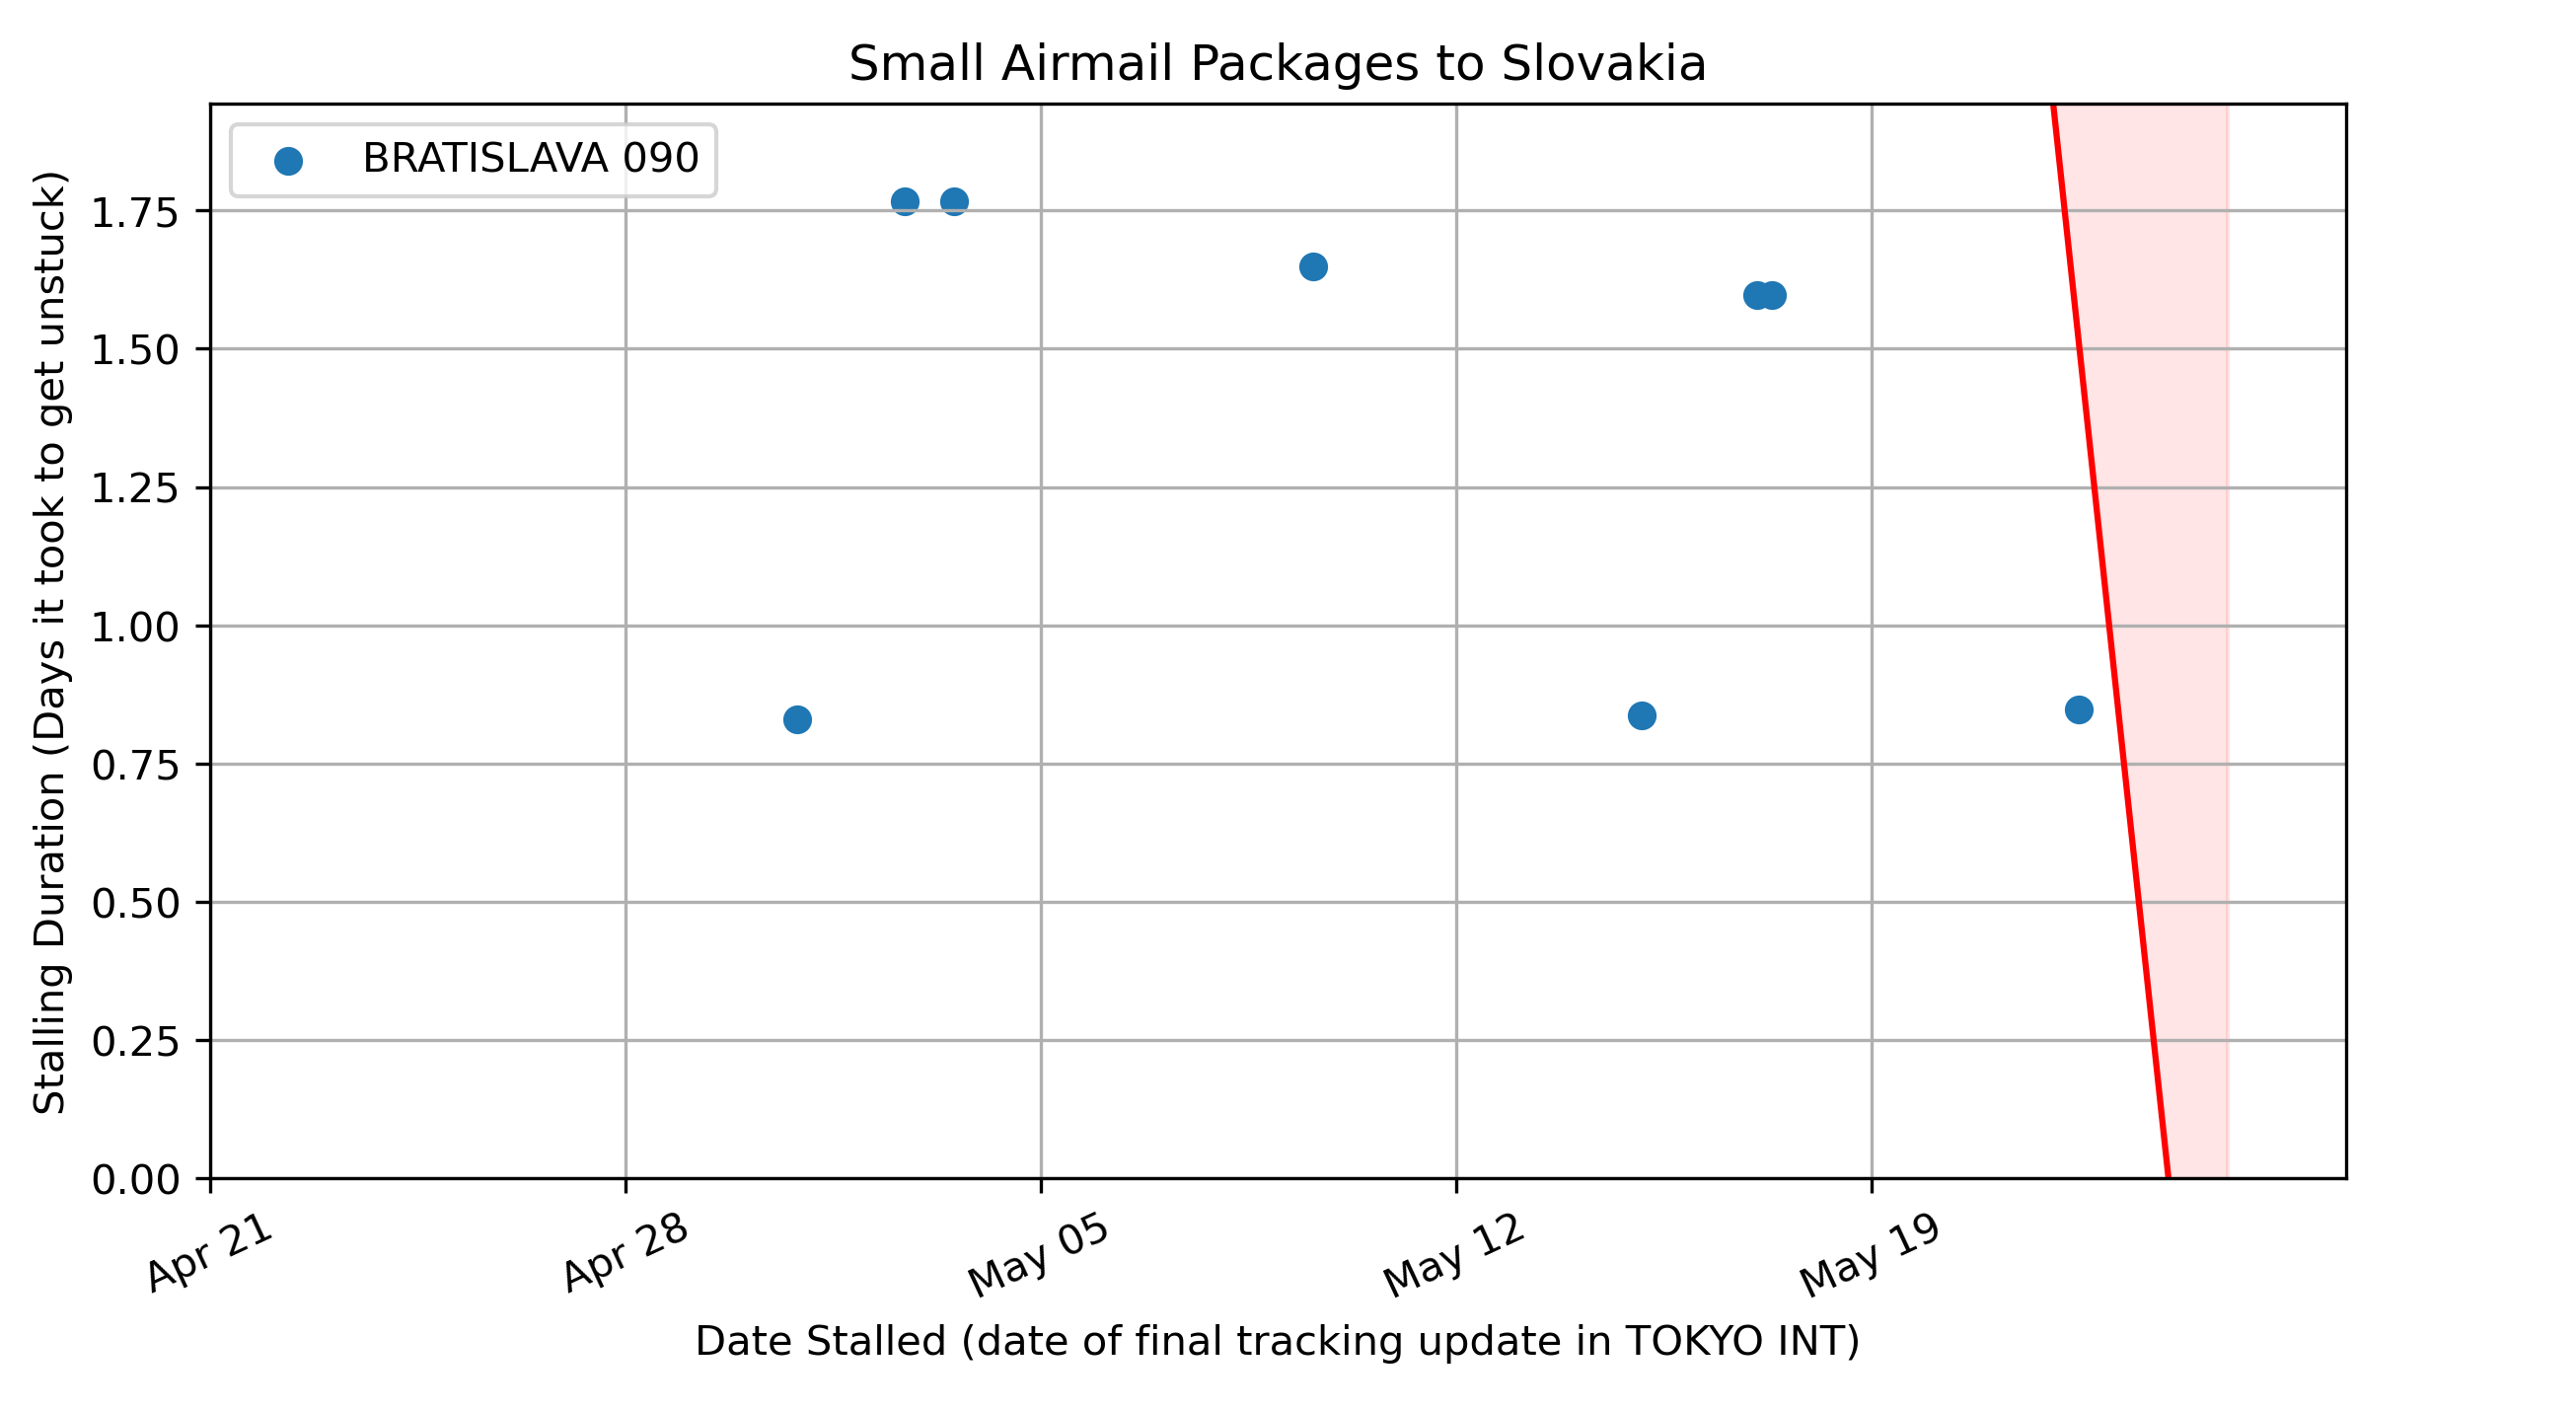 Small Airmail Packages to Slovakia
BRATISLAVA 090
Stalling Duration (Days it took to get unstuck)
1.75
1.50
1.25
1.00
0.75
0.50
0.25
0.00
Apr 21
Apr 28
May 05
May 12
May 19
Date Stalled (date of final tracking update in TOKYO INT)